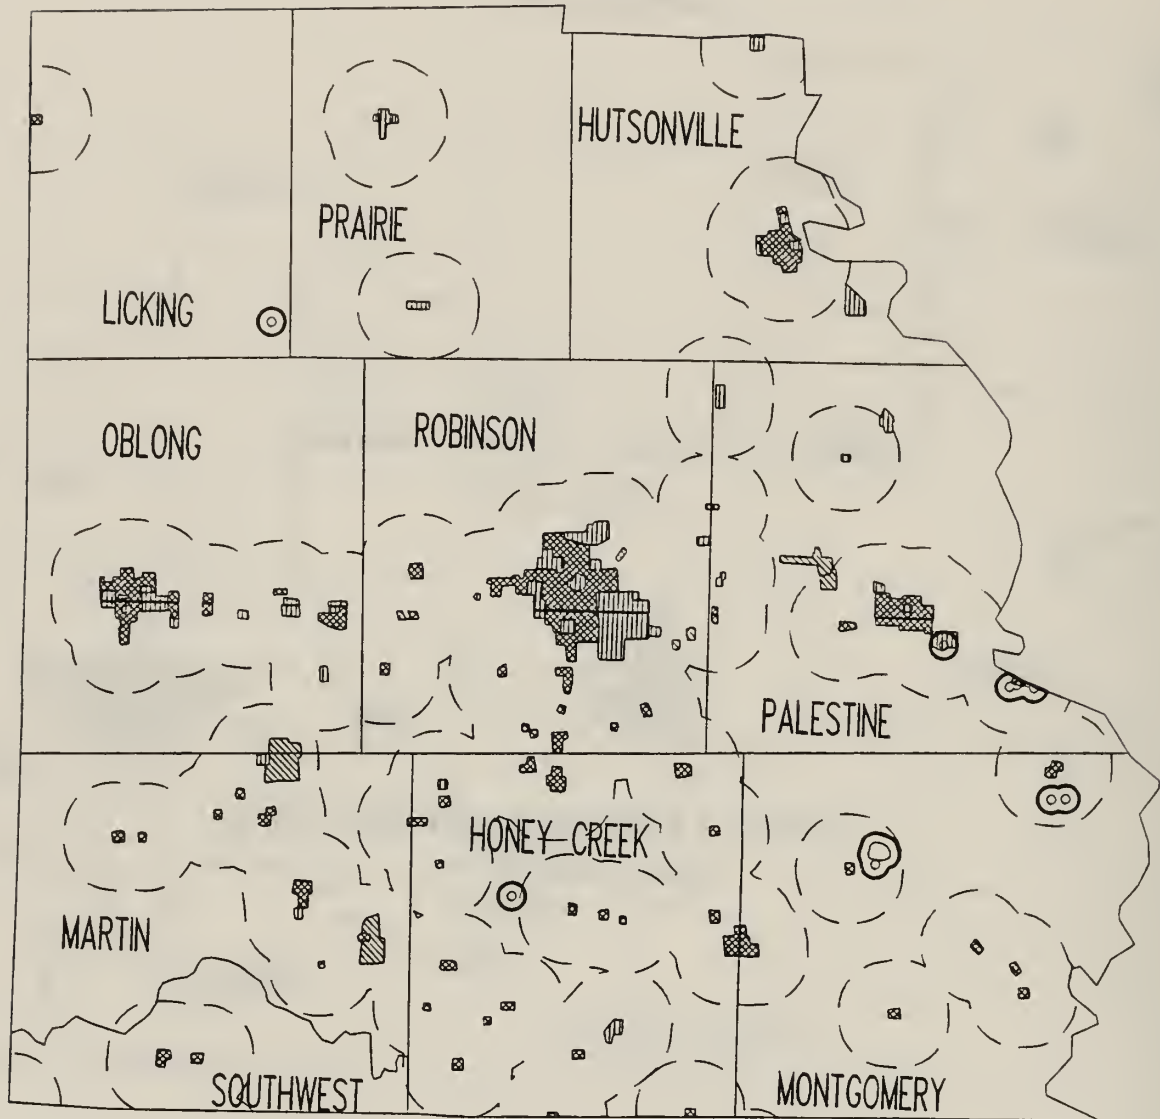 HUTSONVILLE
PRAIRIE
LICKING
OBLONG
ROBINSON
PALESTINE
HONEY CREEK
MARTIN
SOUTHWEST
MONTGOMERY